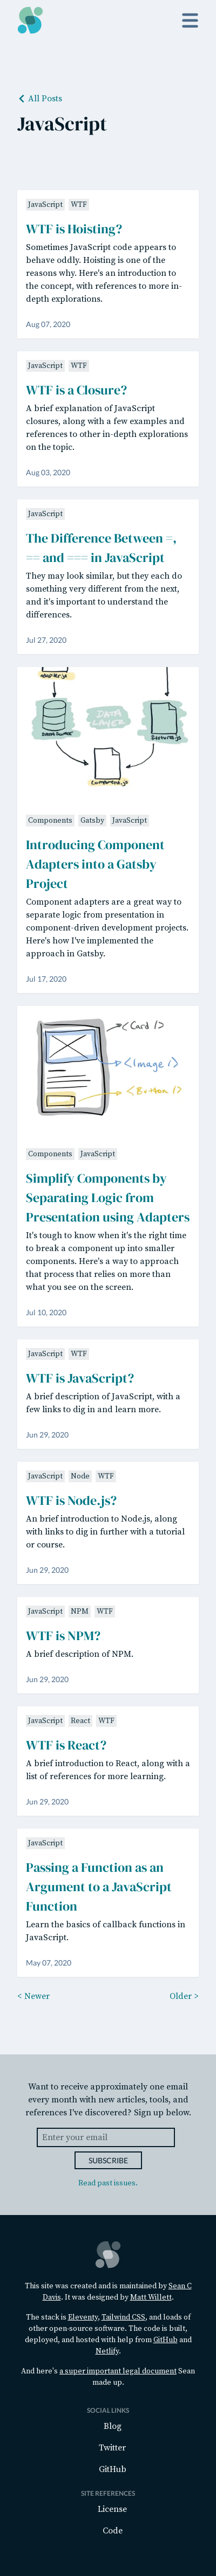 All Posts
JavaScript
JavaScript WTF
WTF is Hoisting?
Sometimes JavaScript code appears to
behave oddly. Hoisting is one of the
reasons why. Here's an introduction to
the concept, with references to more in-
depth explorations.
Aug 07, 2020
JavaScript WTF
WTF is a Closure?
A brief explanation of JavaScript
closures, along with a few examples and
references to other in-depth explorations
on the topic.
Aug 03, 2020
JavaScript
The Difference Between =,
== and === in JavaScript
They may look similar, but they each do
something very different from the next,
and it's important to understand the
differences.
Jul 27, 2020
DATA
LAYER
Components Gatsby JavaScript
Introducing Component
Adapters into a Gatsby
Project
Component adapters are a great way to
separate logic from presentation in
component-driven development projects.
Here's how I've implemented the
approach in Gatsby.
Jul 17, 2020
<Card/>
<Image/>
<Button/>
Components JavaScript
Simplify Components by
Separating Logic from
Presentation using Adapters
It's tough to know when it's the right time
to break a component up into smaller
components. Here's a way to approach
that process that relies on more than
what you see on the screen.
Jul 10, 2020
JavaScript WTF
WTF is JavaScript?
A brief description of JavaScript, with a
few links to dig in and learn more.
Jun 29, 2020
JavaScript Node WTF
WTF is Node.js?
An brief introduction to Node.js, along
with links to dig in further with a tutorial
or course.
Jun 29, 2020
JavaScript NPM WTF
WTF is NPM?
A brief description of NPM.
Jun 29, 2020
JavaScript React WTF
WTF is React?
A brief introduction to React, along with a
list of references for more learning.
Jun 29, 2020
JavaScript
Passing a Function as an
Argument to a JavaScript
Function
Learn the basics of callback functions in
JavaScript.
May 07, 2020
< Newer Older >
Want to receive approximately one email
every month with new articles, tools, and
references I've discovered? Sign up below.
Enter your email
SUBSCRIBE
Read past issues.
This site was created and is maintained by Sean C
Davis. It was designed by Matt Willett.
The stack is Eleventy, Tailwind CSS, and loads of
other open-source software. The code is built,
deployed, and hosted with help from GitHub and
Netlify.
And here's a super important legal document Sean
made up.
SOCIAL LINKS
Blog
Twitter
GitHub
SITE REFERENCES
License
Code